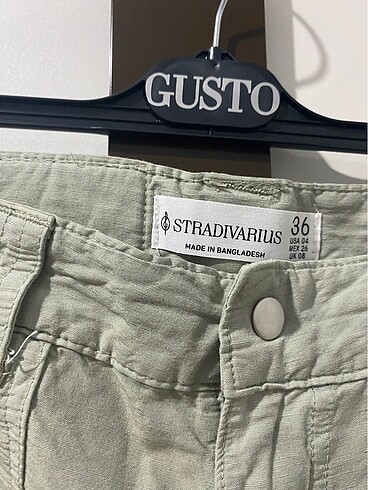 GUSTO
STRADIVARIUS
MADE IN BANGLADESH
36
USA 04
MEX 26
UK 08